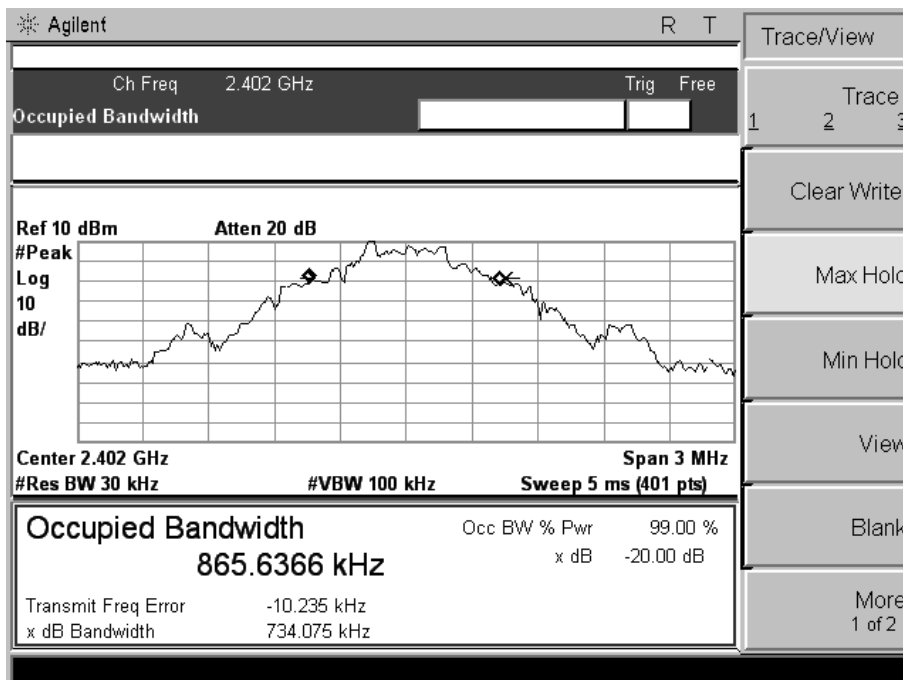 Agilent R T
Trace/View
Ch Freq 2.402 GHz Trig Free
Occupied Bandwidth
Trace
1 2 3
Clear Write
Max Hold
Min Hold
View
Blank
More
1 of 2
Ref 10 dBm Atten 20 dB
#Peak
Log
10
dB/
Center 2.402 GHz Span 3 MHz
#Res BW 30 kHz #VBW 100 kHz Sweep 5 ms (401 pts)
Occupied Bandwidth Occ BW % Pwr 99.00 %
865.6366 kHz x dB -20.00 dB
Transmit Freq Error -10.235 kHz
x dB Bandwidth 734.075 kHz